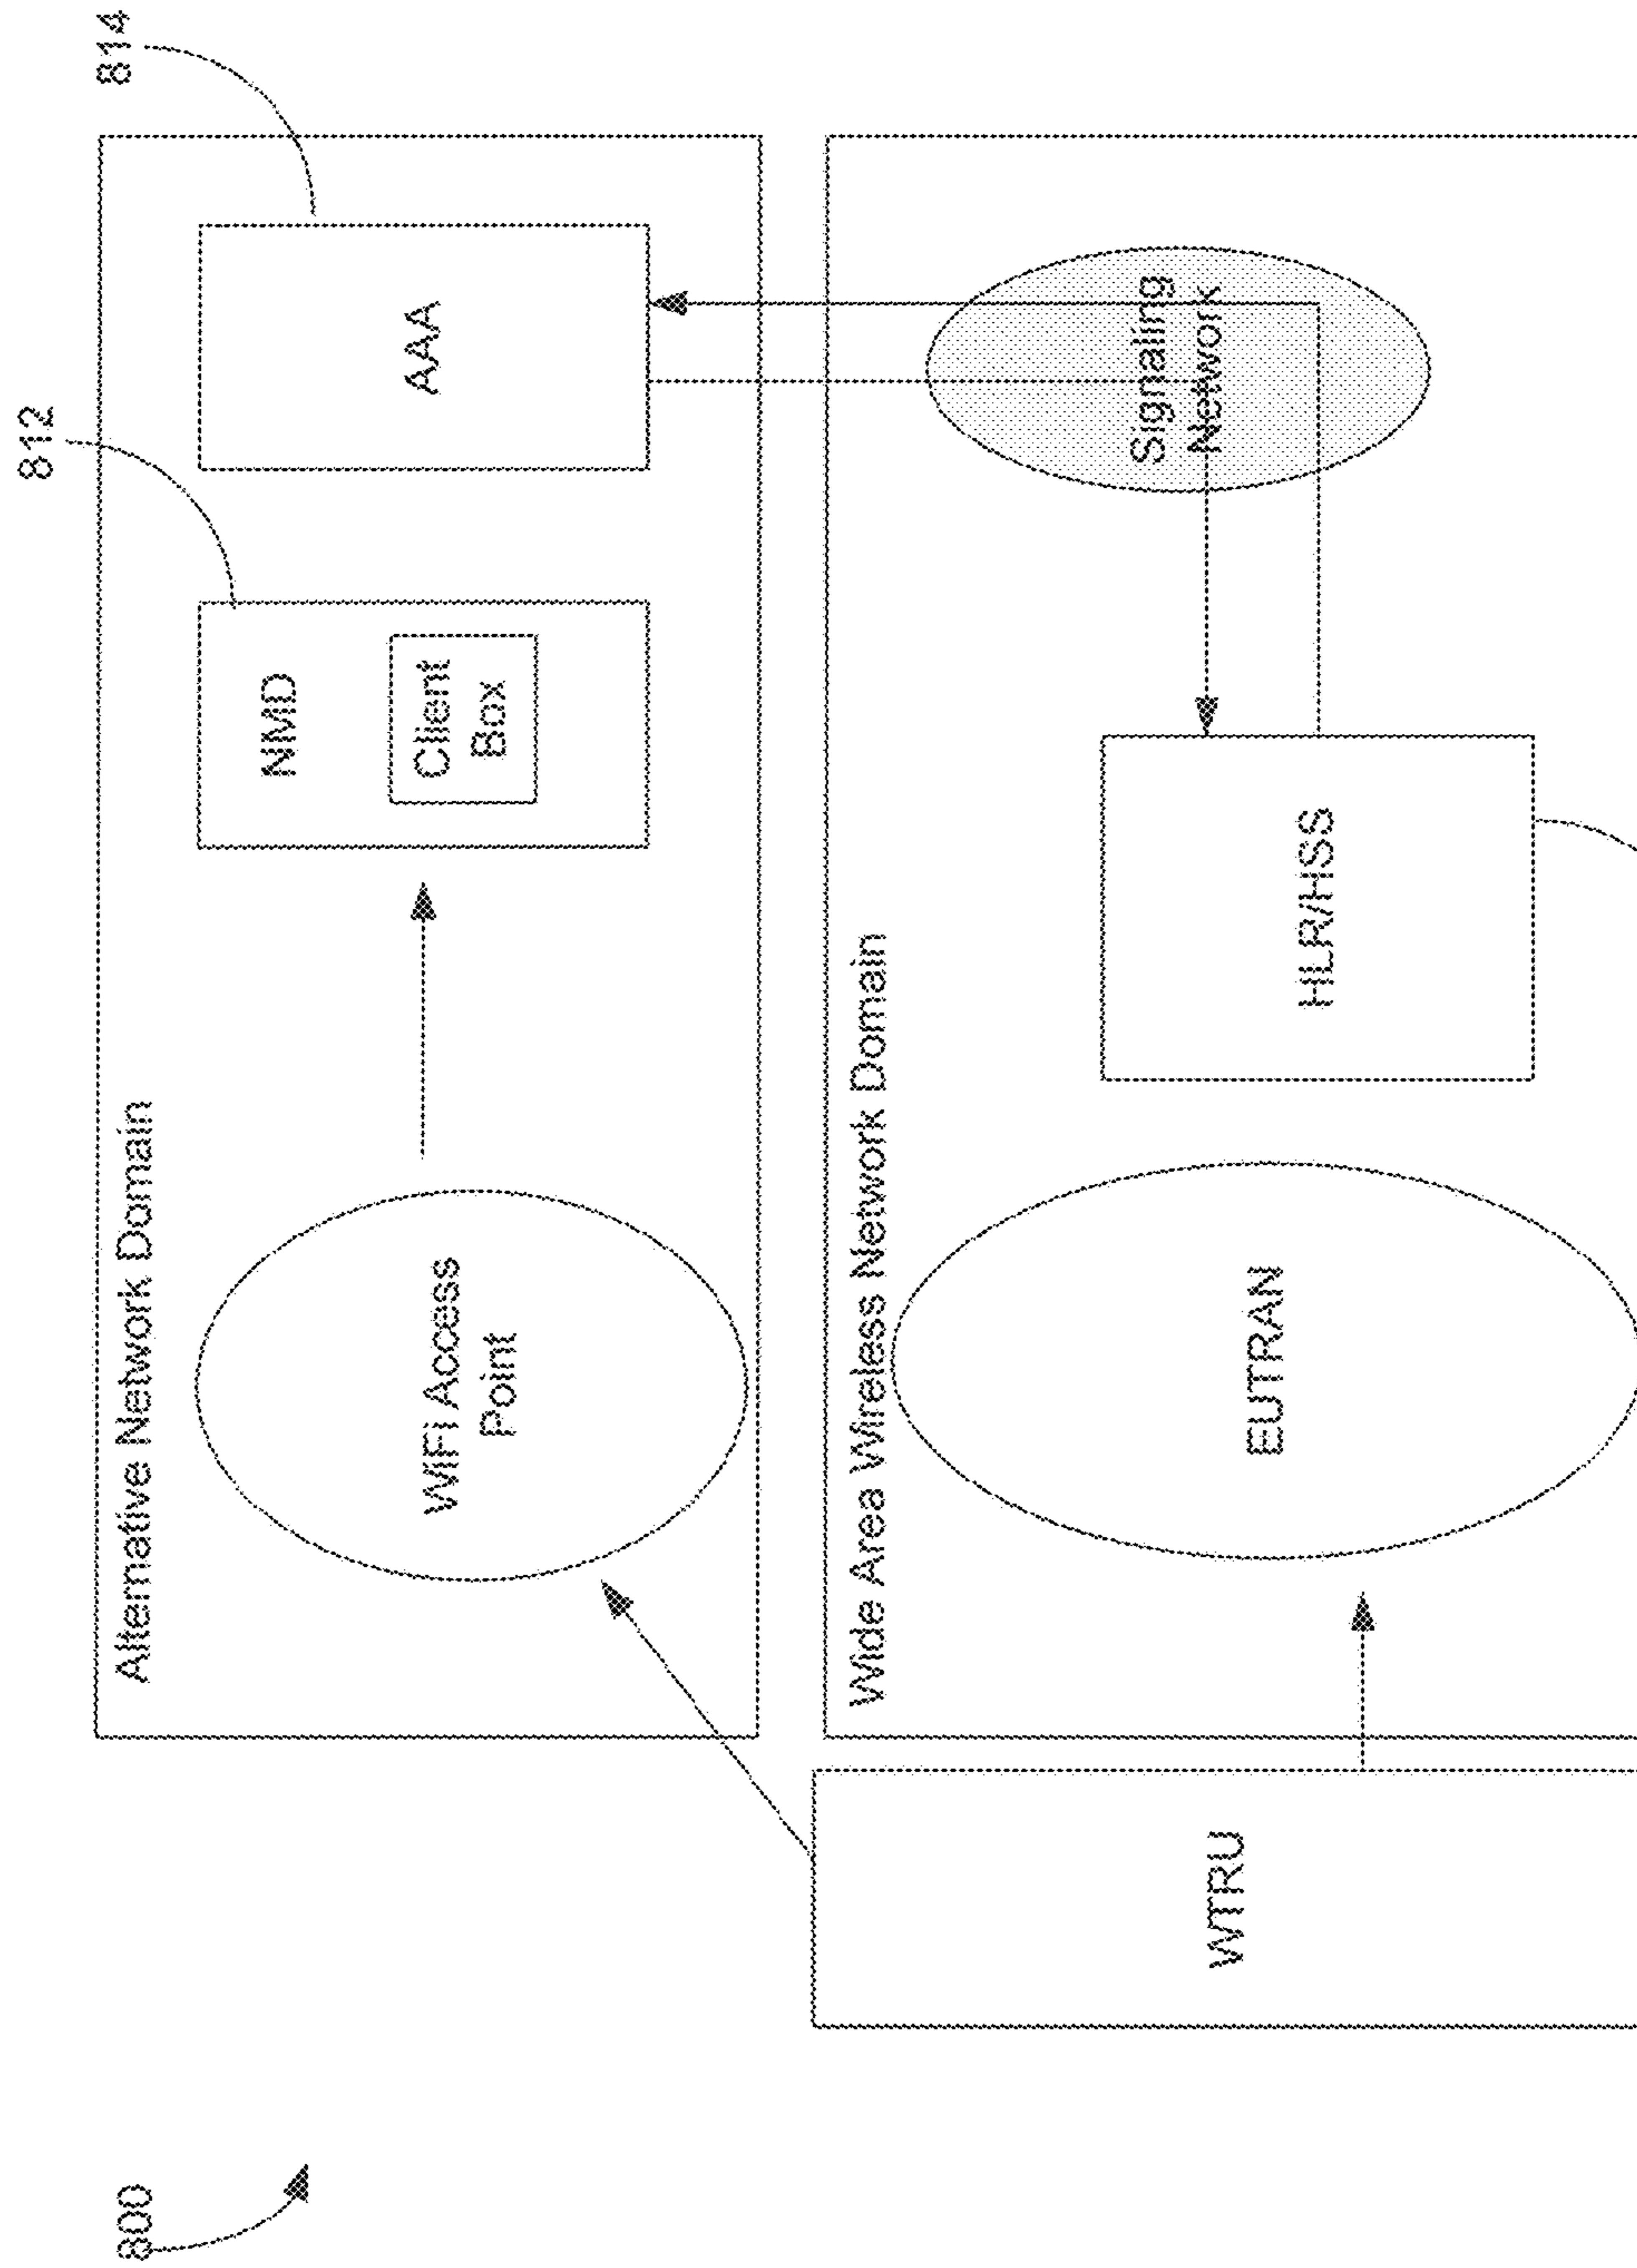 800
812
814
Alternative Network Domain
WiFi Access
Point
NMD
Client
Box
AAA
Wide Area Wireless Network Domain
WTRU
EUTRAN
HLR/HSS
Signaling
Network